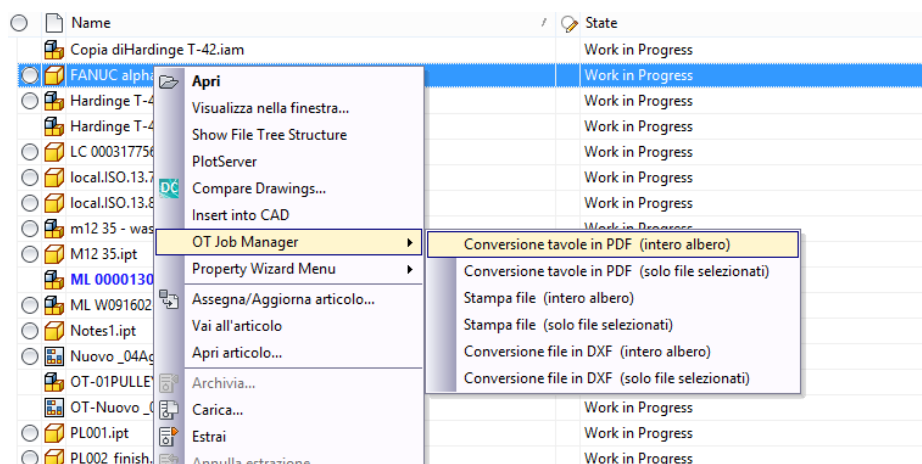 Name / State
Copia diHardinge T-42.iam Work in Progress
FANUC alpha Work in Progress
Apri
Hardinge T-4 Work in Progress
Visualizza nella finestra...
Hardinge T-4 Work in Progress
Show File Tree Structure
LC 000317756 Work in Progress
PlotServer
local.ISO.13.7 Work in Progress
DC Compare Drawings...
local.ISO.13.8 Work in Progress
Insert into CAD
m12 35 - was Work in Progress
OT Job Manager
Conversione tavole in PDF (intero albero)
M12 35.ipt
Property Wizard Menu
Conversione tavole in PDF (solo file selezionati)
ML 0000130
Assegna/Aggiorna articolo...
Stampa file (intero albero)
ML W091602
Vai all'articolo
Stampa file (solo file selezionati)
Notes1.ipt
Apri articolo...
Conversione file in DXF (intero albero)
Nuovo _04Ag
Archivia...
Conversione file in DXF (solo file selezionati)
OT-01PULLEY
Carica...
OT-Nuovo _0 Work in Progress
Estrai
PL001.ipt Work in Progress
Annulla estrazione
PL002_finish. Work in Progress